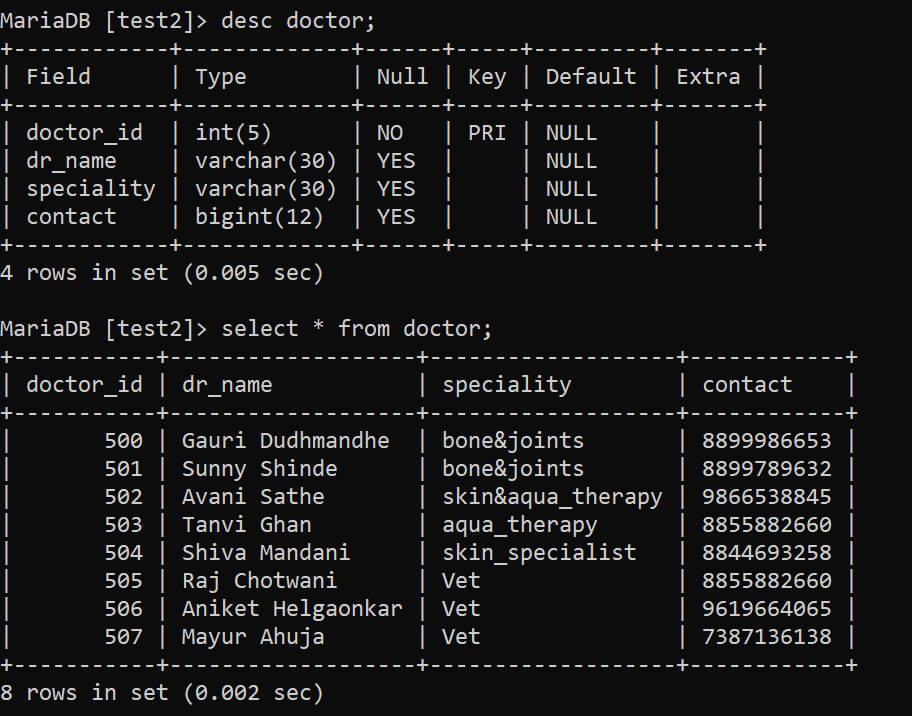 MariaDB [test2]> desc doctor;
+------------+-------------+------+-----+---------+-------+
| Field      | Type        | Null | Key | Default | Extra |
+------------+-------------+------+-----+---------+-------+
| doctor_id  | int(5)      | NO   | PRI | NULL    |       |
| dr_name    | varchar(30) | YES  |     | NULL    |       |
| speciality | varchar(30) | YES  |     | NULL    |       |
| contact    | bigint(12)  | YES  |     | NULL    |       |
+------------+-------------+------+-----+---------+-------+
4 rows in set (0.005 sec)

MariaDB [test2]> select * from doctor;
+-----------+-------------------+-------------------+------------+
| doctor_id | dr_name           | speciality        | contact    |
+-----------+-------------------+-------------------+------------+
|       500 | Gauri Dudhmandhe  | bone&joints       | 8899986653 |
|       501 | Sunny Shinde      | bone&joints       | 8899789632 |
|       502 | Avani Sathe       | skin&aqua_therapy | 9866538845 |
|       503 | Tanvi Ghan        | aqua_therapy      | 8855882660 |
|       504 | Shiva Mandani     | skin_specialist   | 8844693258 |
|       505 | Raj Chotwani      | Vet               | 8855882660 |
|       506 | Aniket Helgaonkar | Vet               | 9619664065 |
|       507 | Mayur Ahuja       | Vet               | 7387136138 |
+-----------+-------------------+-------------------+------------+
8 rows in set (0.002 sec)